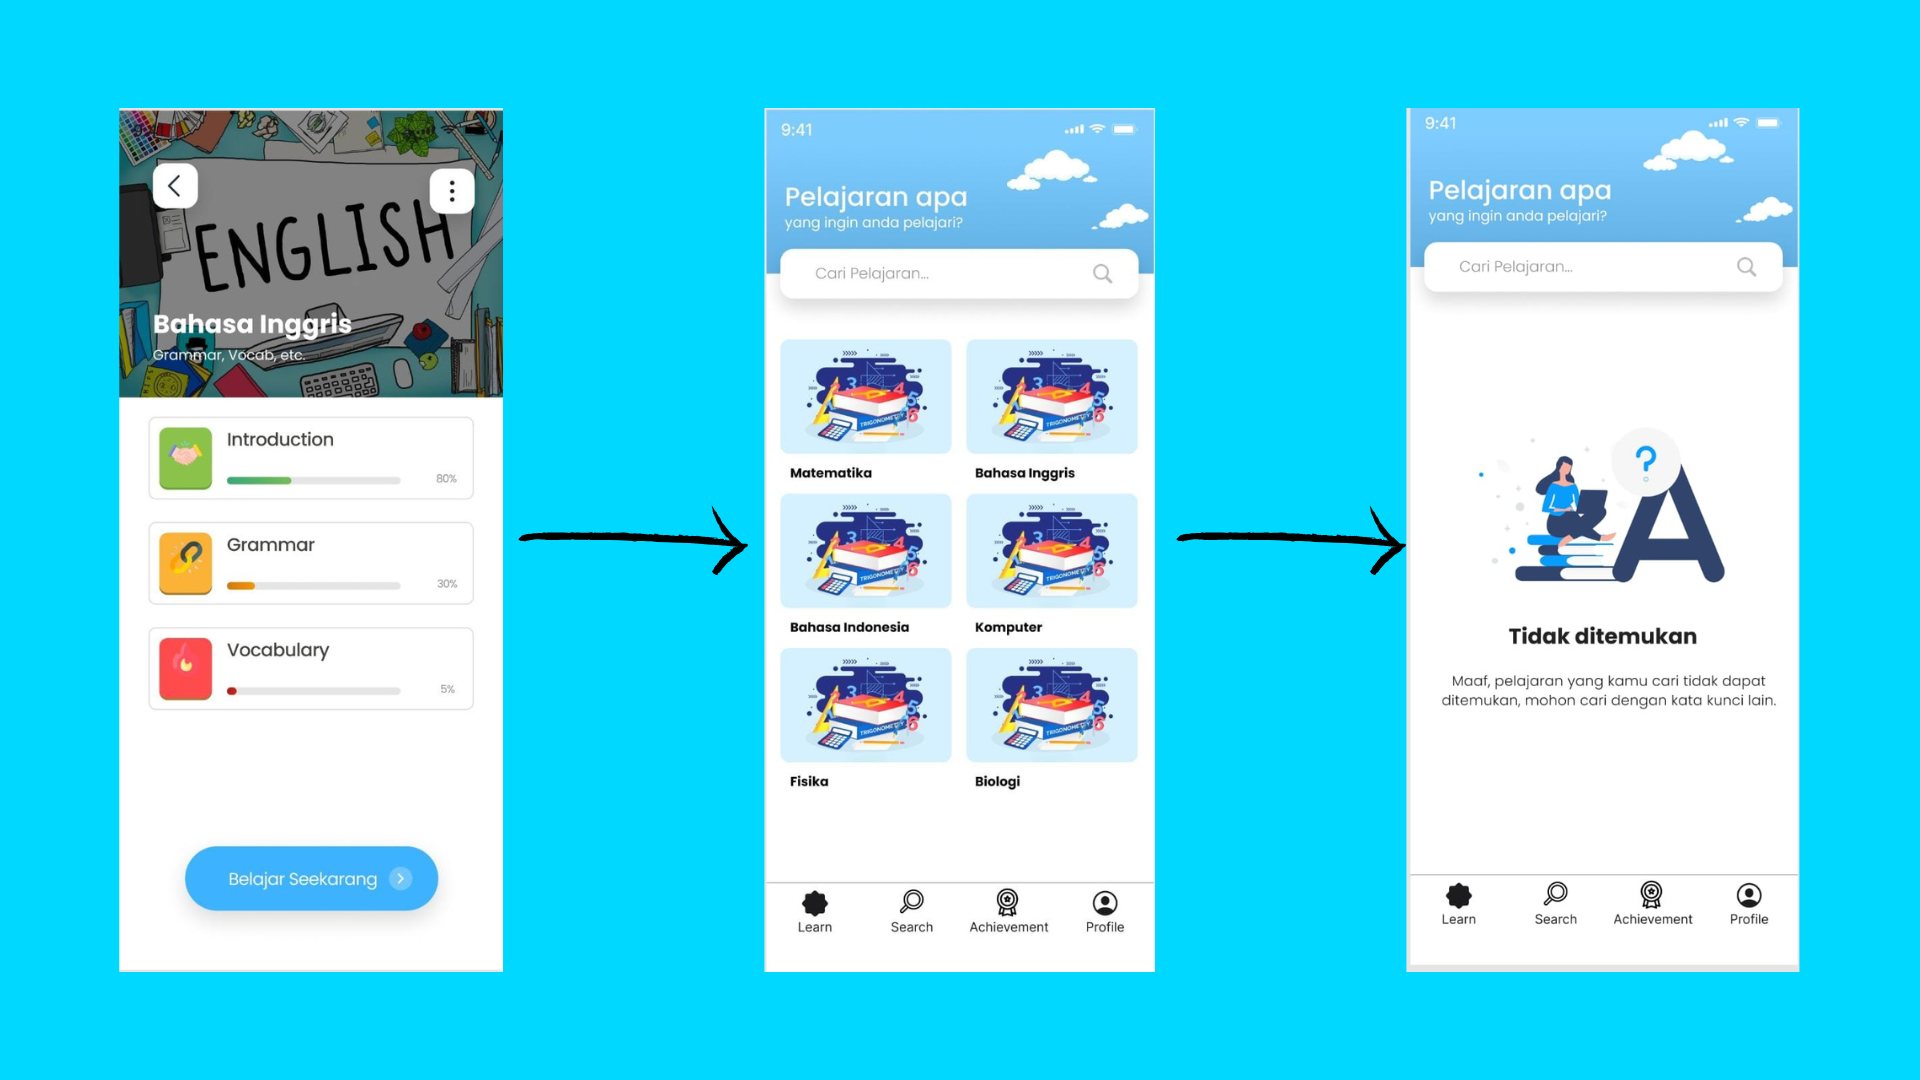 ENGLISH
Bahasa Inggris
Grammar, Vocab, etc.
Introduction
80%
Grammar
30%
Vocabulary
5%
Belajar Seekarang
9:41
Pelajaran apa
yang ingin anda pelajari?
Cari Pelajaran...
Matematika
Bahasa Inggris
Bahasa Indonesia
Komputer
Fisika
Biologi
Learn
Search
Achievement
Profile
9:41
Pelajaran apa
yang ingin anda pelajari?
Cari Pelajaran...
?
A
Tidak ditemukan
Maaf, pelajaran yang kamu cari tidak dapat
ditemukan, mohon cari dengan kata kunci lain.
Learn
Search
Achievement
Profile